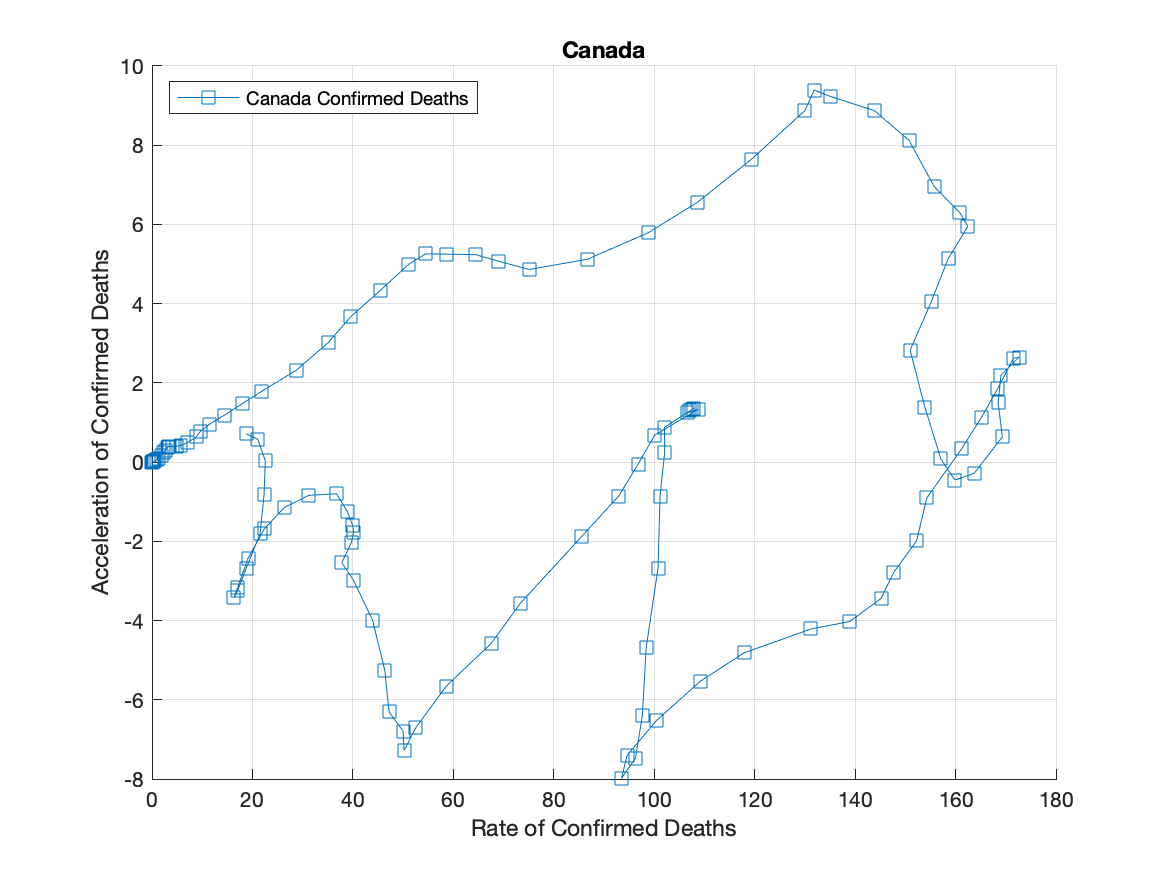 Canada
Canada Confirmed Deaths
10
8
6
4
2
0
-2
-4
-6
-8
Acceleration of Confirmed Deaths
0 20 40 60 80 100 120 140 160 180
Rate of Confirmed Deaths